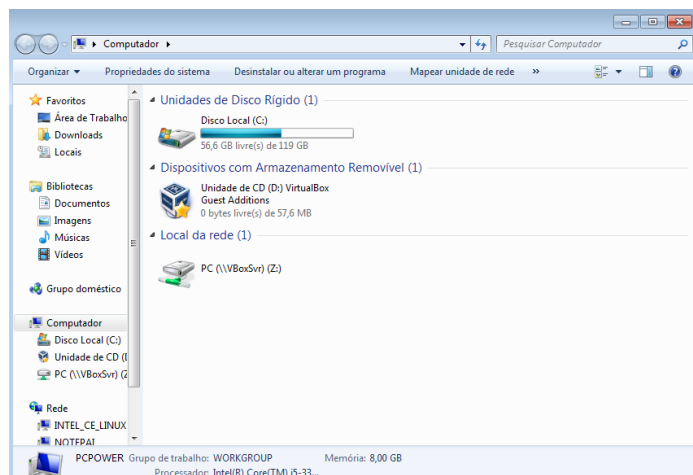 Computador
Pesquisar Computador
Organizar
Propriedades do sistema
Desinstalar ou alterar um programa
Mapear unidade de rede
»
Favoritos
Área de Trabalho
Downloads
Locais
Bibliotecas
Documentos
Imagens
Músicas
Vídeos
Grupo doméstico
Computador
Disco Local (C:)
Unidade de CD (
PC (\\VBoxSvr) (Z
Rede
INTEL_CE_LINUX
NOTEPAI
Unidades de Disco Rígido (1)
Disco Local (C:)
56,6 GB livre(s) de 119 GB
Dispositivos com Armazenamento Removível (1)
Unidade de CD (D:) VirtualBox
Guest Additions
0 bytes livre(s) de 57,6 MB
Local da rede (1)
PC (\\VBoxSvr) (Z:)
PCPOWER Grupo de trabalho: WORKGROUP Memória: 8,00 GB
Processador: Intel(R) Core(TM) i5-33...